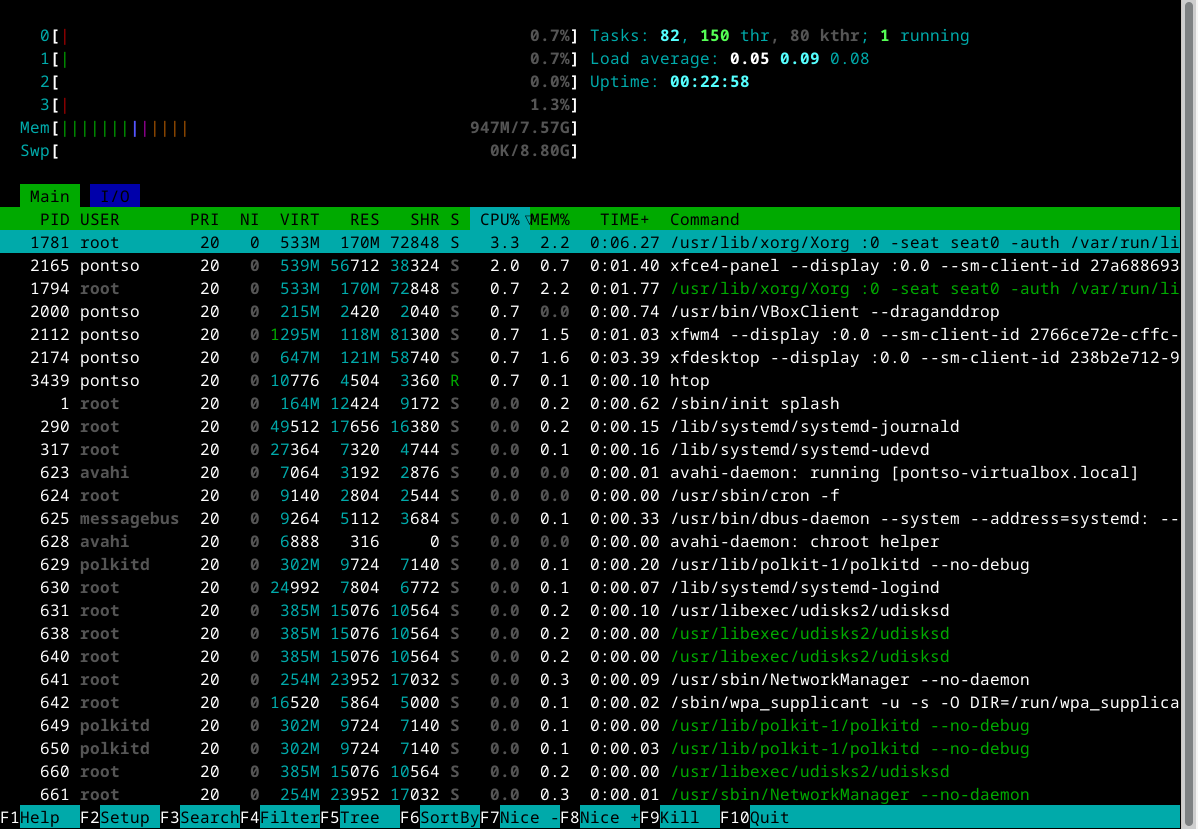 0[| 0.7%] Tasks: 82, 150 thr, 80 kthr; 1 running
1[| 0.7%] Load average: 0.05 0.09 0.08
2[ 0.0%] Uptime: 00:22:58
3[| 1.3%]
Mem[||||||||||||| 947M/7.57G]
Swp[ 0K/8.80G]
Main I/O
PID USER PRI NI VIRT RES SHR S CPU%▽MEM% TIME+ Command
1781 root 20 0 533M 170M 72848 S 3.3 2.2 0:06.27 /usr/lib/xorg/Xorg :0 -seat seat0 -auth /var/run/li
2165 pontso 20 0 539M 56712 38324 S 2.0 0.7 0:01.40 xfce4-panel --display :0.0 --sm-client-id 27a688693
1794 root 20 0 533M 170M 72848 S 0.7 2.2 0:01.77 /usr/lib/xorg/Xorg :0 -seat seat0 -auth /var/run/li
2000 pontso 20 0 215M 2420 2040 S 0.7 0.0 0:00.74 /usr/bin/VBoxClient --draganddrop
2112 pontso 20 0 1295M 118M 81300 S 0.7 1.5 0:01.03 xfwm4 --display :0.0 --sm-client-id 2766ce72e-cffc-
2174 pontso 20 0 647M 121M 58740 S 0.7 1.6 0:03.39 xfdesktop --display :0.0 --sm-client-id 238b2e712-9
3439 pontso 20 0 10776 4504 3360 R 0.7 0.1 0:00.10 htop
1 root 20 0 164M 12424 9172 S 0.0 0.2 0:00.62 /sbin/init splash
290 root 20 0 49512 17656 16380 S 0.0 0.2 0:00.15 /lib/systemd/systemd-journald
317 root 20 0 27364 7320 4744 S 0.0 0.1 0:00.16 /lib/systemd/systemd-udevd
623 avahi 20 0 7064 3192 2876 S 0.0 0.0 0:00.01 avahi-daemon: running [pontso-virtualbox.local]
624 root 20 0 9140 2804 2544 S 0.0 0.0 0:00.00 /usr/sbin/cron -f
625 messagebus 20 0 9264 5112 3684 S 0.0 0.1 0:00.33 /usr/bin/dbus-daemon --system --address=systemd: --
628 avahi 20 0 6888 316 0 S 0.0 0.0 0:00.00 avahi-daemon: chroot helper
629 polkitd 20 0 302M 9724 7140 S 0.0 0.1 0:00.20 /usr/lib/polkit-1/polkitd --no-debug
630 root 20 0 24992 7804 6772 S 0.0 0.1 0:00.07 /lib/systemd/systemd-logind
631 root 20 0 385M 15076 10564 S 0.0 0.2 0:00.10 /usr/libexec/udisks2/udisksd
638 root 20 0 385M 15076 10564 S 0.0 0.2 0:00.00 /usr/libexec/udisks2/udisksd
640 root 20 0 385M 15076 10564 S 0.0 0.2 0:00.00 /usr/libexec/udisks2/udisksd
641 root 20 0 254M 23952 17032 S 0.0 0.3 0:00.09 /usr/sbin/NetworkManager --no-daemon
642 root 20 0 16520 5864 5000 S 0.0 0.1 0:00.02 /sbin/wpa_supplicant -u -s -O DIR=/run/wpa_supplica
649 polkitd 20 0 302M 9724 7140 S 0.0 0.1 0:00.00 /usr/lib/polkit-1/polkitd --no-debug
650 polkitd 20 0 302M 9724 7140 S 0.0 0.1 0:00.03 /usr/lib/polkit-1/polkitd --no-debug
660 root 20 0 385M 15076 10564 S 0.0 0.2 0:00.00 /usr/libexec/udisks2/udisksd
661 root 20 0 254M 23952 17032 S 0.0 0.3 0:00.01 /usr/sbin/NetworkManager --no-daemon
F1Help F2Setup F3SearchF4FilterF5Tree F6SortByF7Nice -F8Nice +F9Kill F10Quit